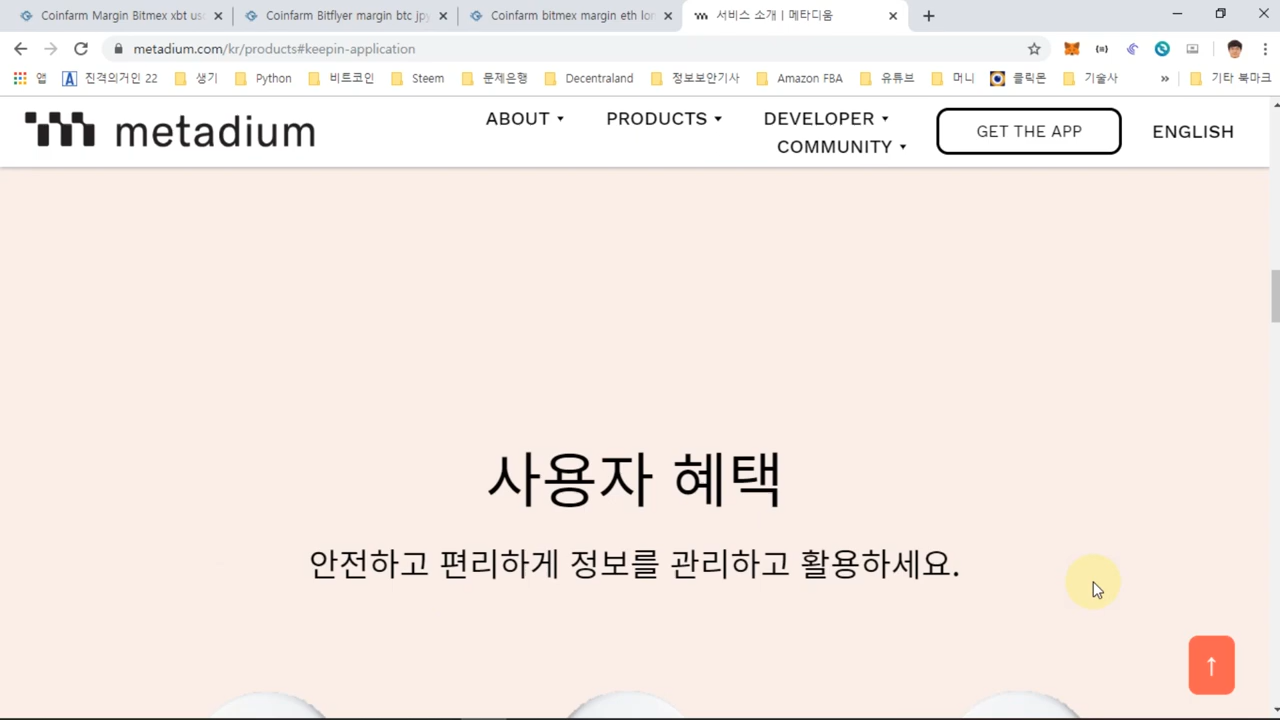 Coinfarm Margin Bitmex xbt us
Coinfarm Bitflyer margin btc jpy
Coinfarm bitmex margin eth lon
서비스 소개 | 메타디움
metadium.com/kr/products#keepin-application
앱
진격의거인 22
생기
Python
비트코인
Steem
문제은행
Decentraland
정보보안기사
Amazon FBA
유튜브
머니
클릭몬
기술사
»
기타 북마크
metadium
ABOUT
PRODUCTS
DEVELOPER
COMMUNITY
GET THE APP
ENGLISH
사용자 혜택
안전하고 편리하게 정보를 관리하고 활용하세요.